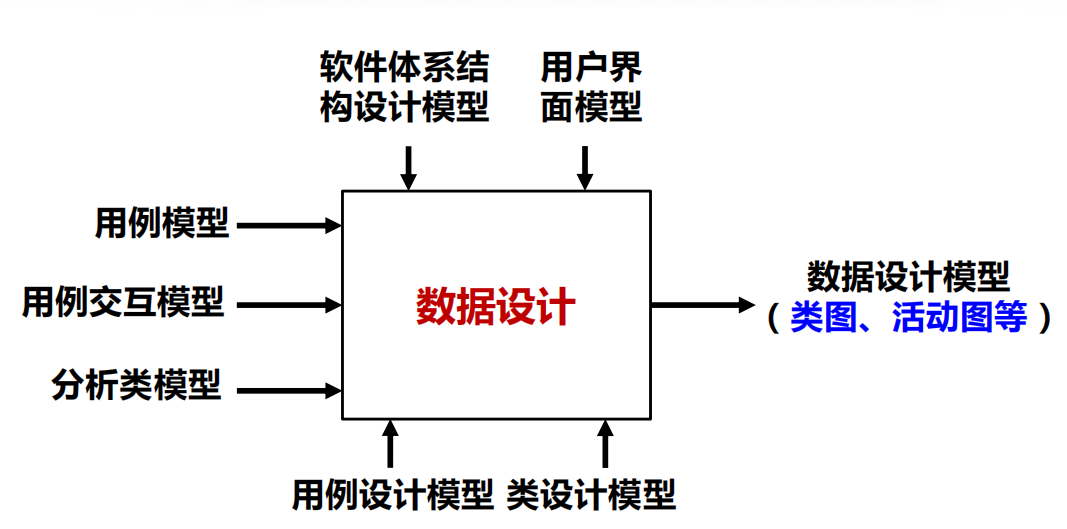 软件体系结
构设计模型
用户界
面模型
用例模型
用例交互模型
分析类模型
数据设计
数据设计模型
（类图、活动图等）
用例设计模型
类设计模型